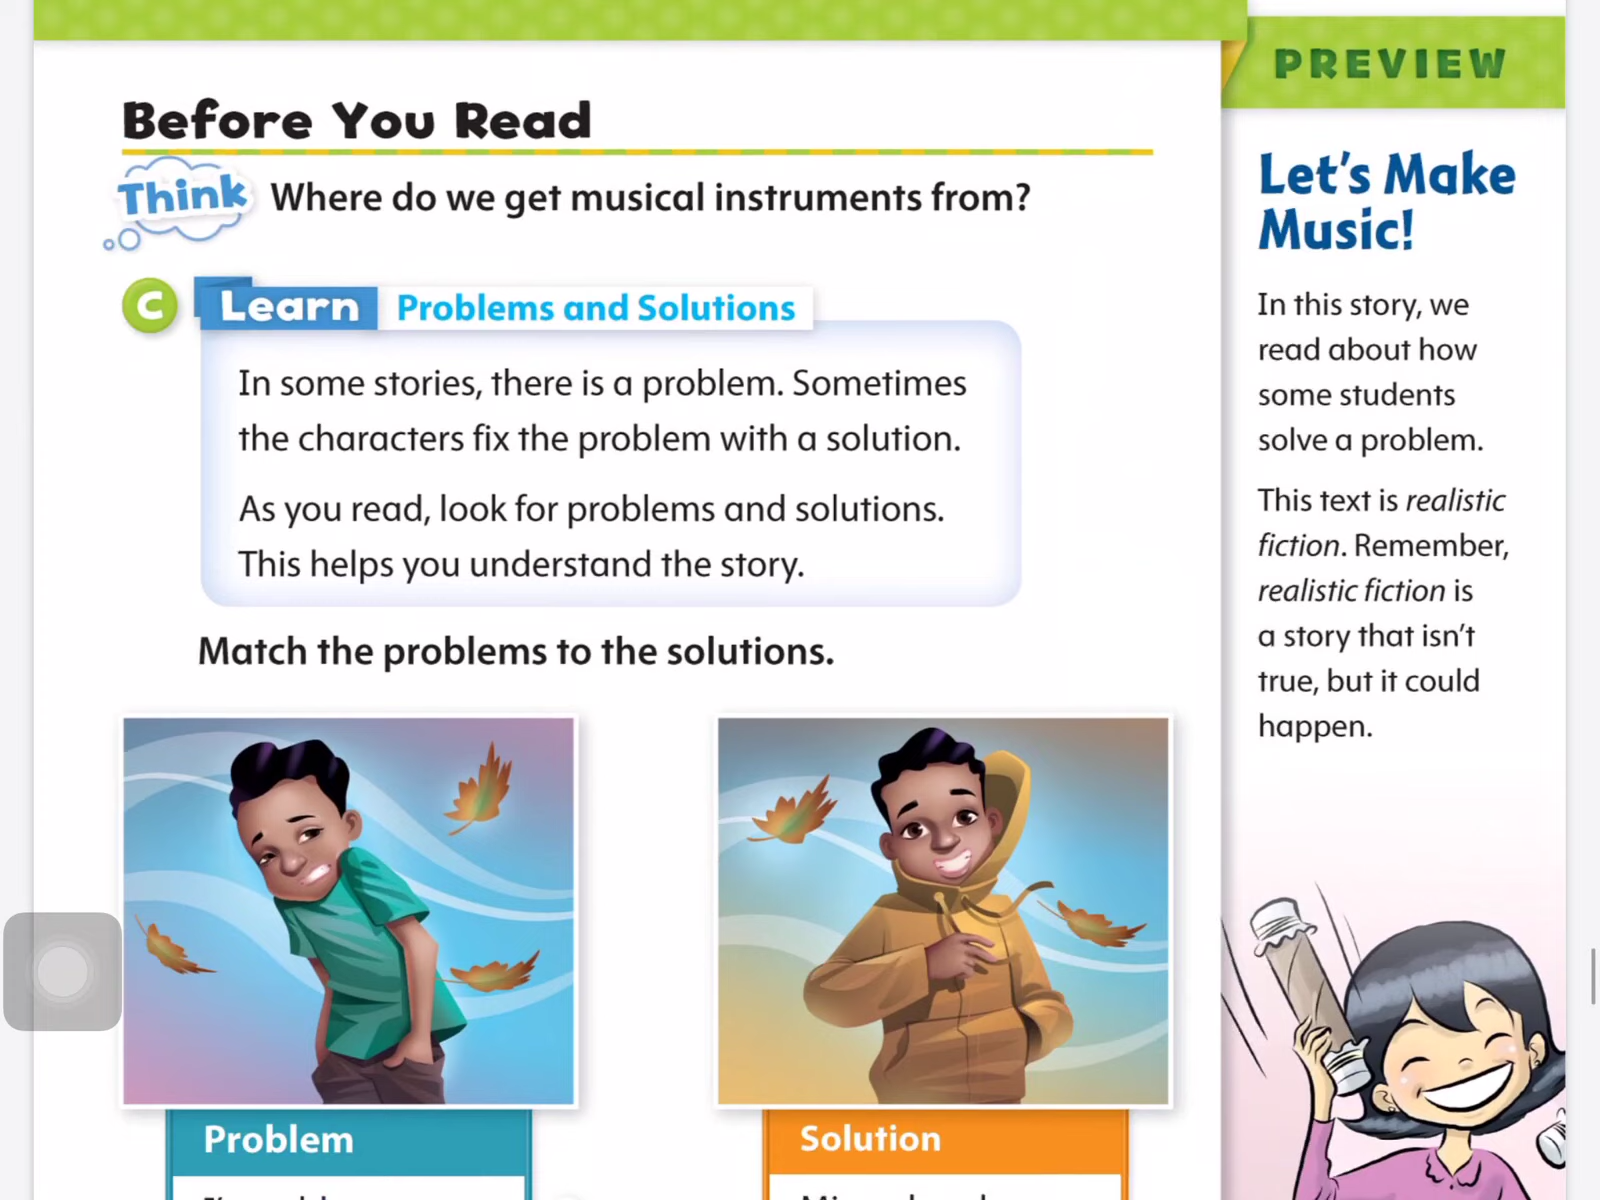 Before You Read
Think Where do we get musical instruments from?
C Learn Problems and Solutions
In some stories, there is a problem. Sometimes
the characters fix the problem with a solution.
As you read, look for problems and solutions.
This helps you understand the story.
Match the problems to the solutions.
Problem
Solution
PREVIEW
Let's Make
Music!
In this story, we
read about how
some students
solve a problem.
This text is realistic
fiction. Remember,
realistic fiction is
a story that isn't
true, but it could
happen.